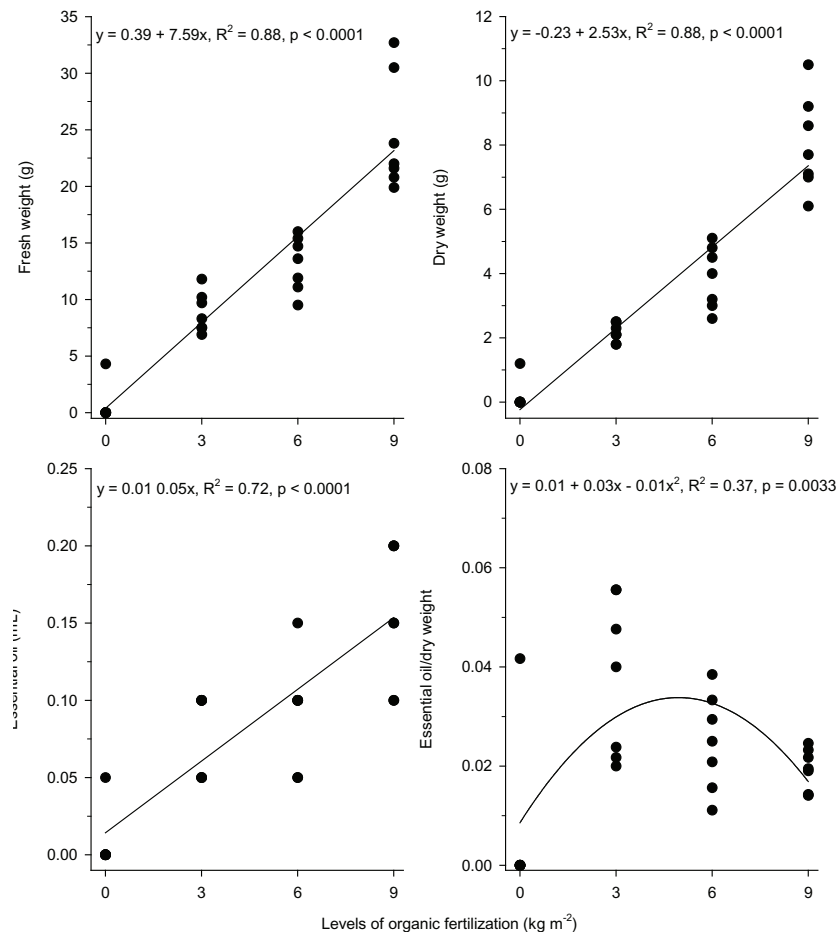 y = 0.39 + 7.59x, R² = 0.88, p < 0.0001
35
30
25
20
15
10
5
0
Fresh weight (g)
0 3 6 9
y = -0.23 + 2.53x, R² = 0.88, p < 0.0001
12
10
8
6
4
2
0
Dry weight (g)
0 3 6 9
y = 0.01 0.05x, R² = 0.72, p < 0.0001
0.25
0.20
0.15
0.10
0.05
0.00
Essential oil (mL)
0 3 6 9
y = 0.01 + 0.03x - 0.01x², R² = 0.37, p = 0.0033
0.08
0.06
0.04
0.02
0.00
Essential oil/dry weight
0 3 6 9
Levels of organic fertilization (kg m⁻²)